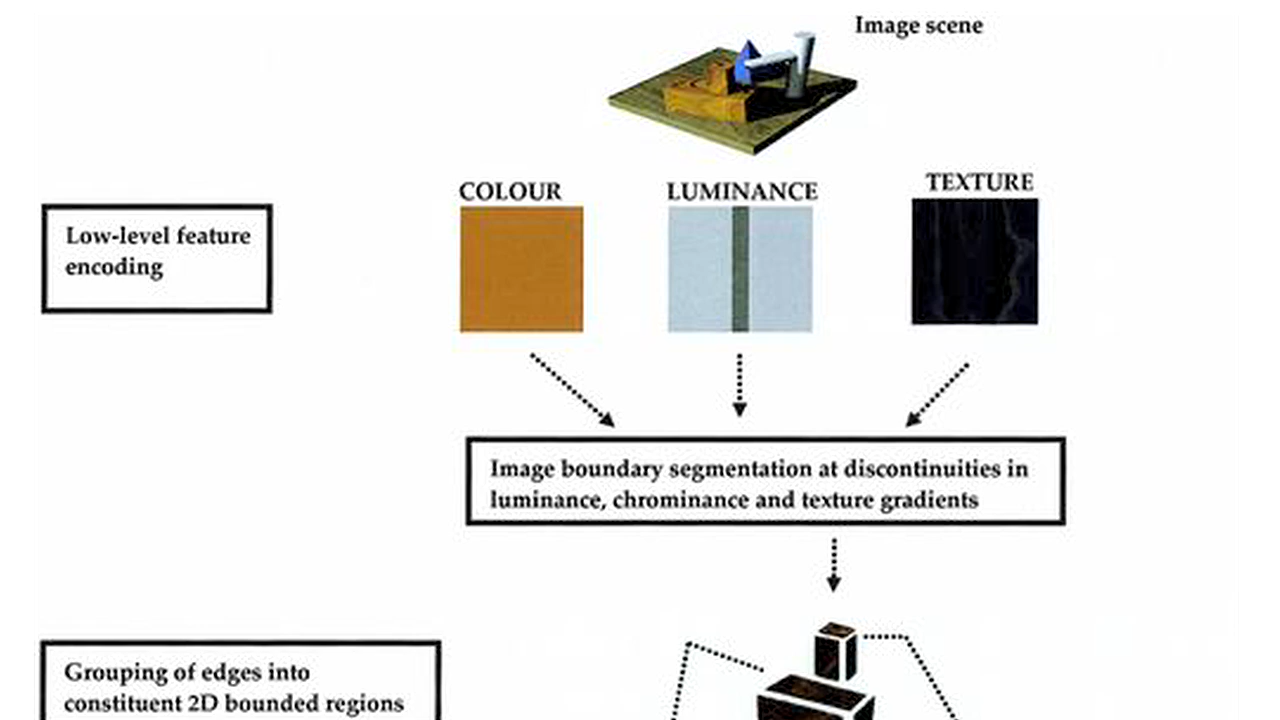 Image scene
COLOUR
LUMINANCE
TEXTURE
Low-level feature
encoding
Image boundary segmentation at discontinuities in
luminance, chrominance and texture gradients
Grouping of edges into
constituent 2D bounded regions